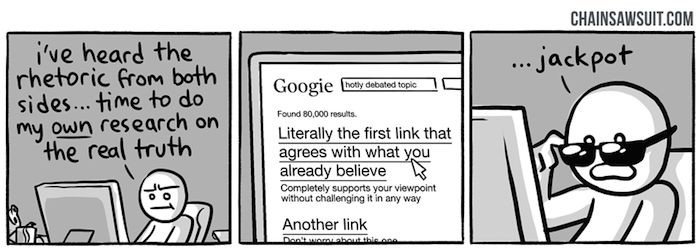 CHAINSAWSUIT.COM
i've heard the
rhetoric from both
sides... time to do
my own research on
the real truth
Googie hotly debated topic
Found 80,000 results.
Literally the first link that
agrees with what you
already believe
Completely supports your viewpoint
without challenging it in any way
Another link
Don't worry about this one
...jackpot